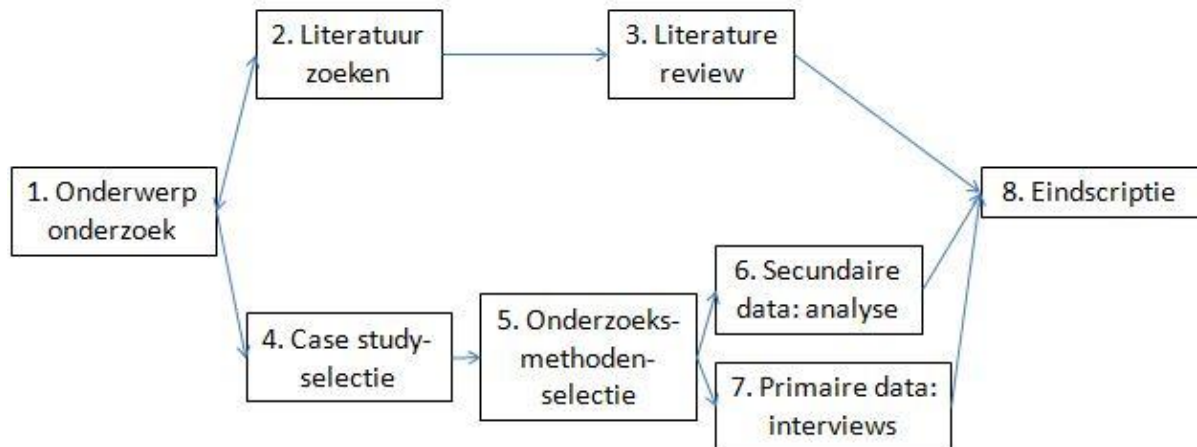 1. Onderwerp
onderzoek
2. Literatuur
zoeken
3. Literature
review
4. Case study-
selectie
5. Onderzoeks-
methoden-
selectie
6. Secundaire
data: analyse
7. Primaire data:
interviews
8. Eindscriptie